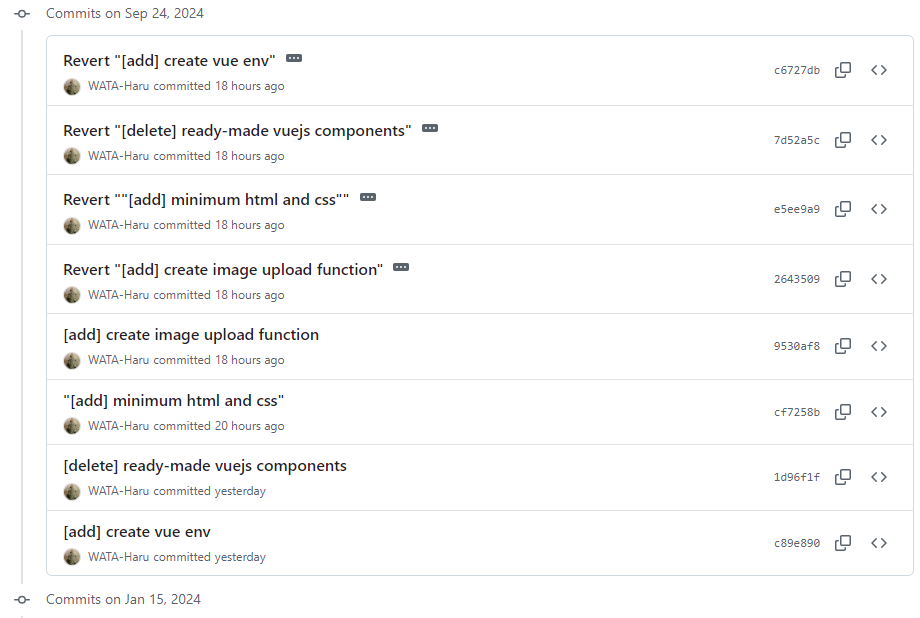 Commits on Sep 24, 2024
Revert "[add] create vue env"
c6727db
WATA-Haru committed 18 hours ago
Revert "[delete] ready-made vuejs components"
7d52a5c
WATA-Haru committed 18 hours ago
Revert ""[add] minimum html and css""
e5ee9a9
WATA-Haru committed 18 hours ago
Revert "[add] create image upload function"
2643509
WATA-Haru committed 18 hours ago
[add] create image upload function
9530af8
WATA-Haru committed 18 hours ago
"[add] minimum html and css"
cf7258b
WATA-Haru committed 20 hours ago
[delete] ready-made vuejs components
1d96f1f
WATA-Haru committed yesterday
[add] create vue env
c89e890
WATA-Haru committed yesterday
Commits on Jan 15, 2024